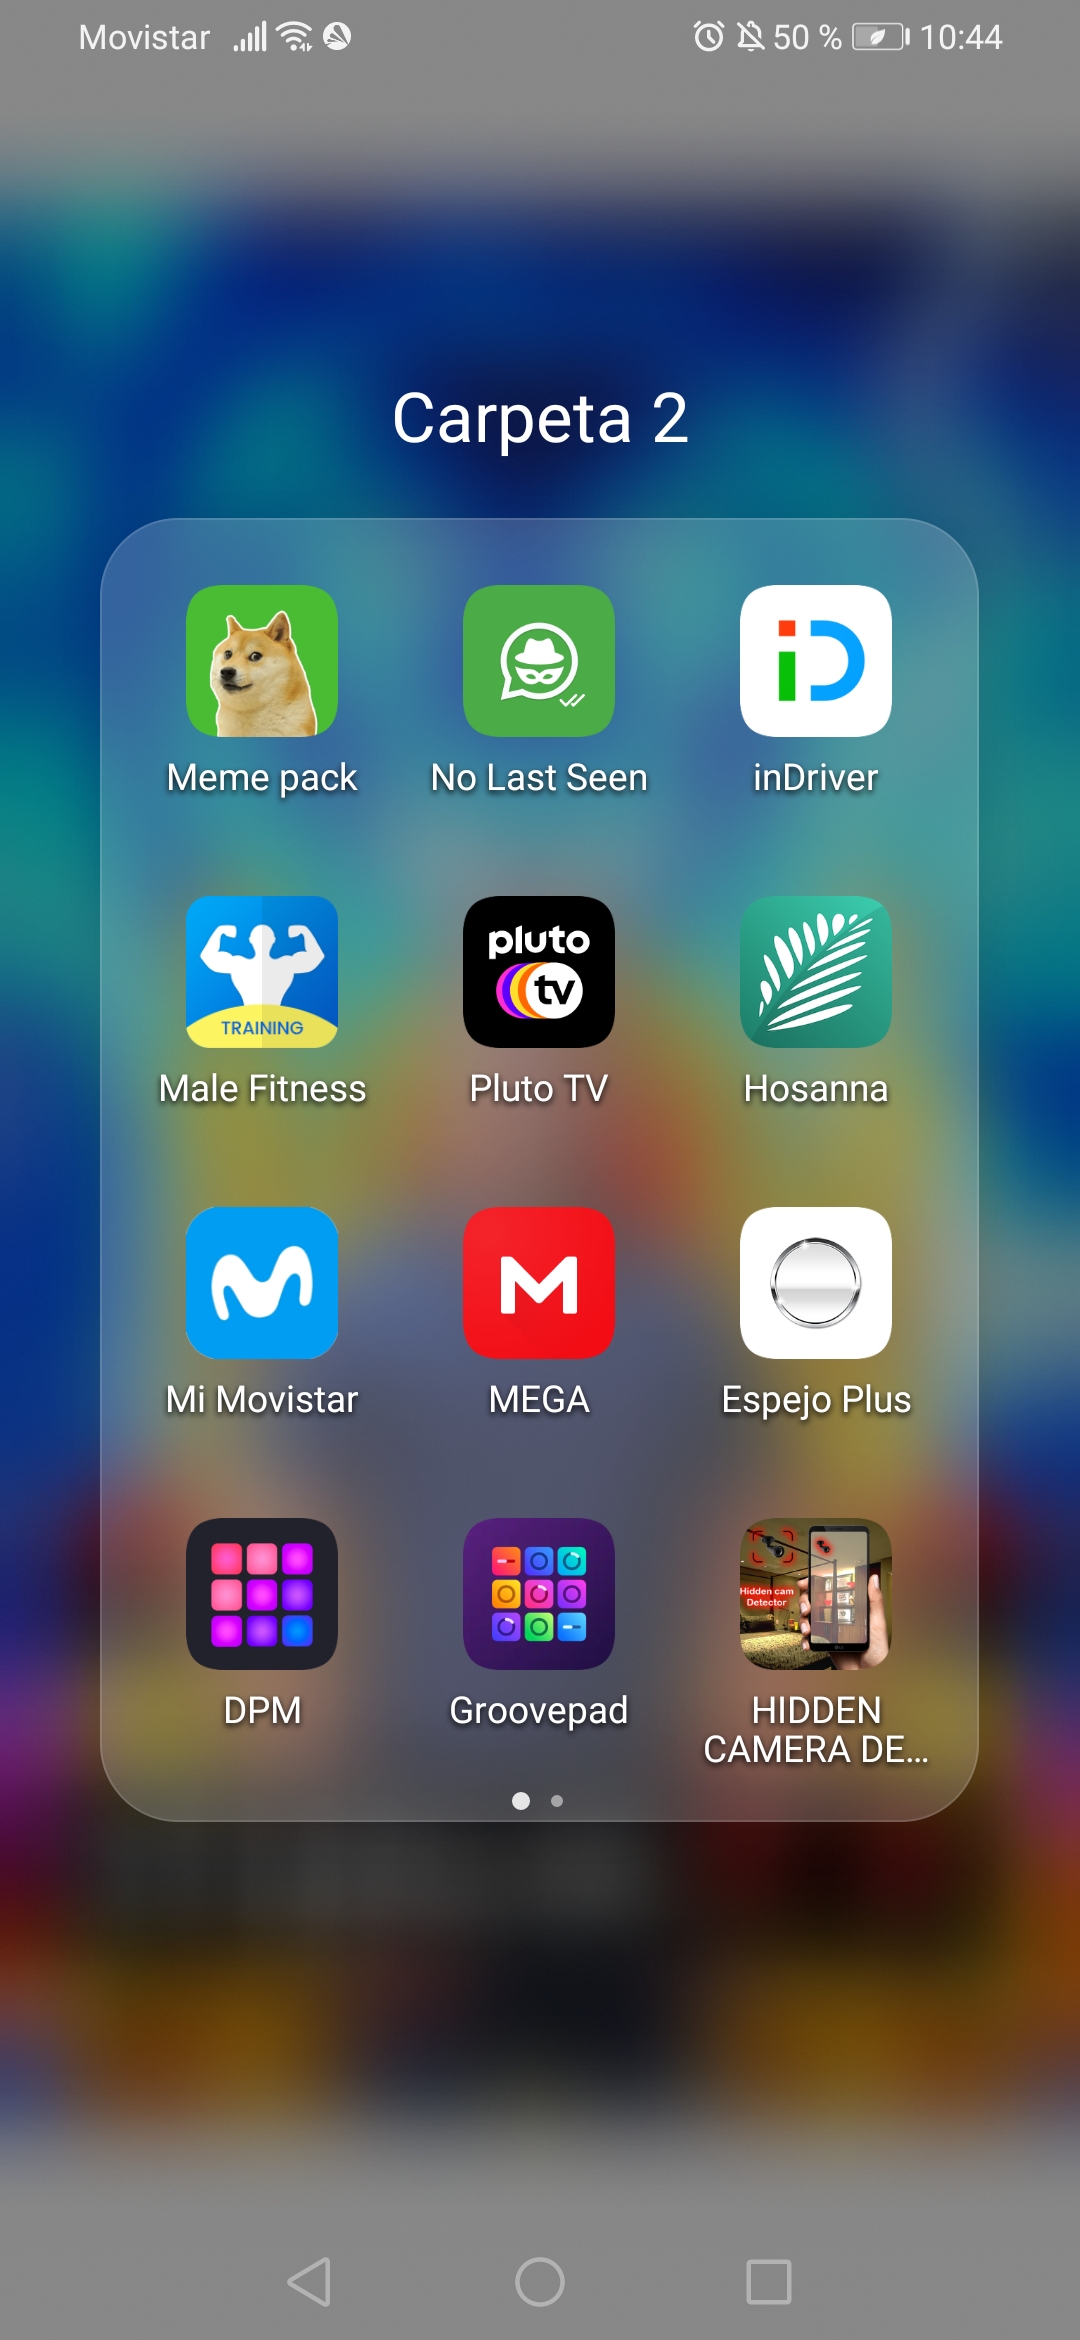 Movistar 50 % 10:44
Carpeta 2
Meme pack No Last Seen inDriver
TRAINING
pluto
tv
Male Fitness Pluto TV Hosanna
Mi Movistar MEGA Espejo Plus
Hidden cam
Detector
DPM Groovepad HIDDEN
CAMERA DE...